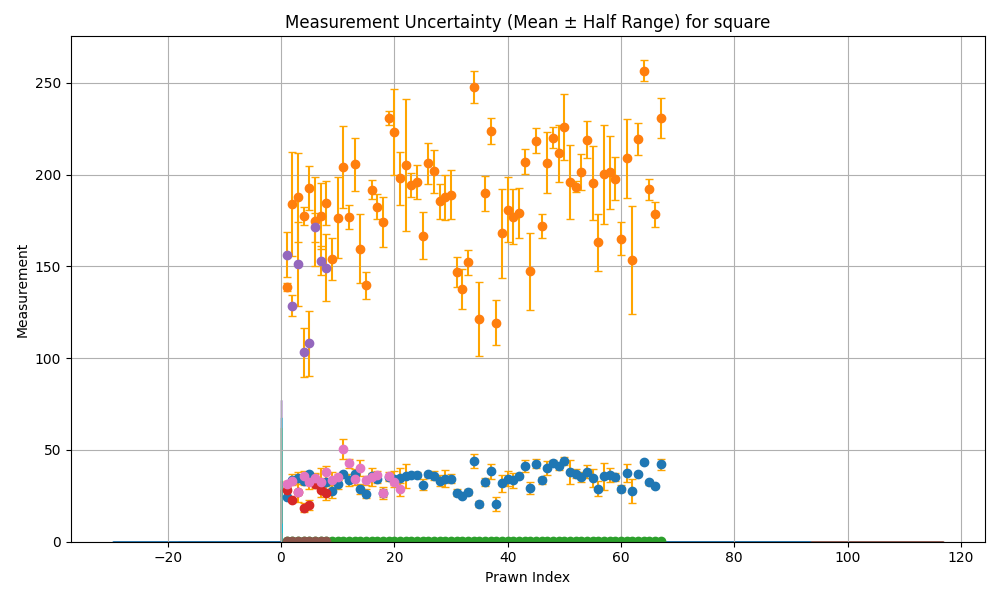 Measurement Uncertainty (Mean ± Half Range) for square
250
200
150
100
50
0
Measurement
−20 0 20 40 60 80 100 120
Prawn Index